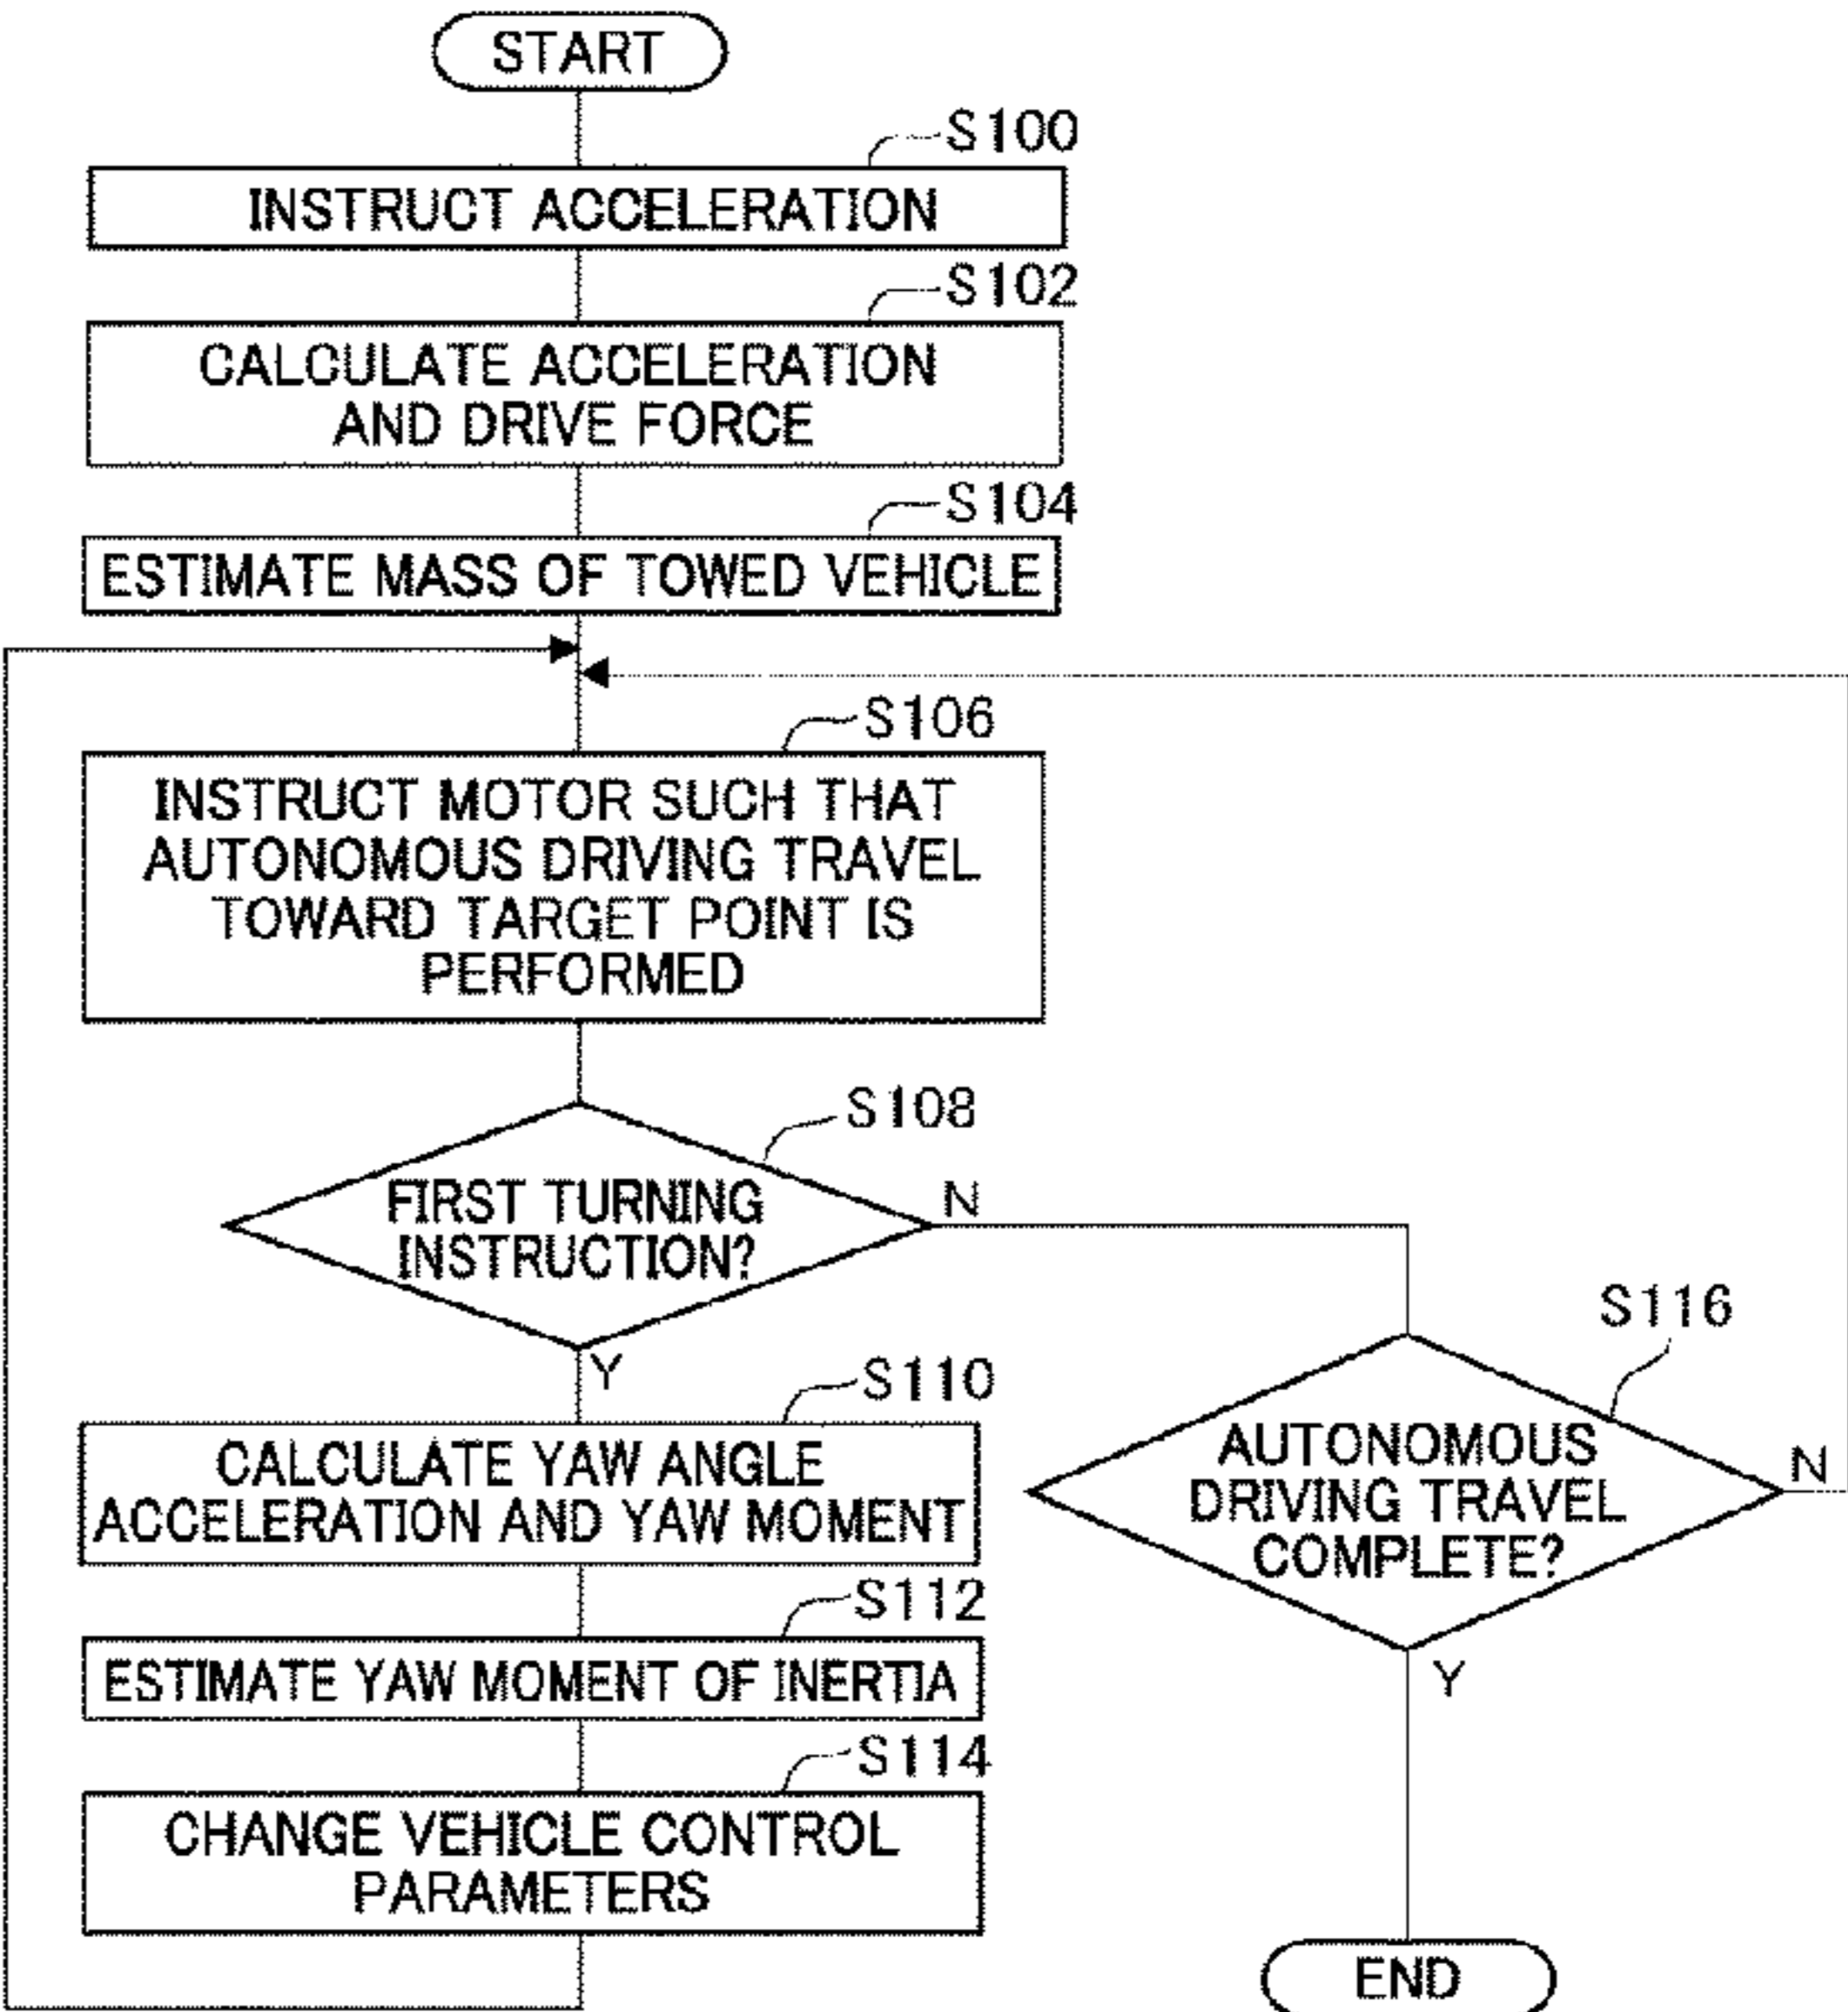 START
S100
INSTRUCT ACCELERATION
S102
CALCULATE ACCELERATION
AND DRIVE FORCE
S104
ESTIMATE MASS OF TOWED VEHICLE
S106
INSTRUCT MOTOR SUCH THAT
AUTONOMOUS DRIVING TRAVEL
TOWARD TARGET POINT IS
PERFORMED
S108
FIRST TURNING
INSTRUCTION?
N
Y
S110
CALCULATE YAW ANGLE
ACCELERATION AND YAW MOMENT
S112
ESTIMATE YAW MOMENT OF INERTIA
S114
CHANGE VEHICLE CONTROL
PARAMETERS
S116
AUTONOMOUS
DRIVING TRAVEL
COMPLETE?
N
Y
END